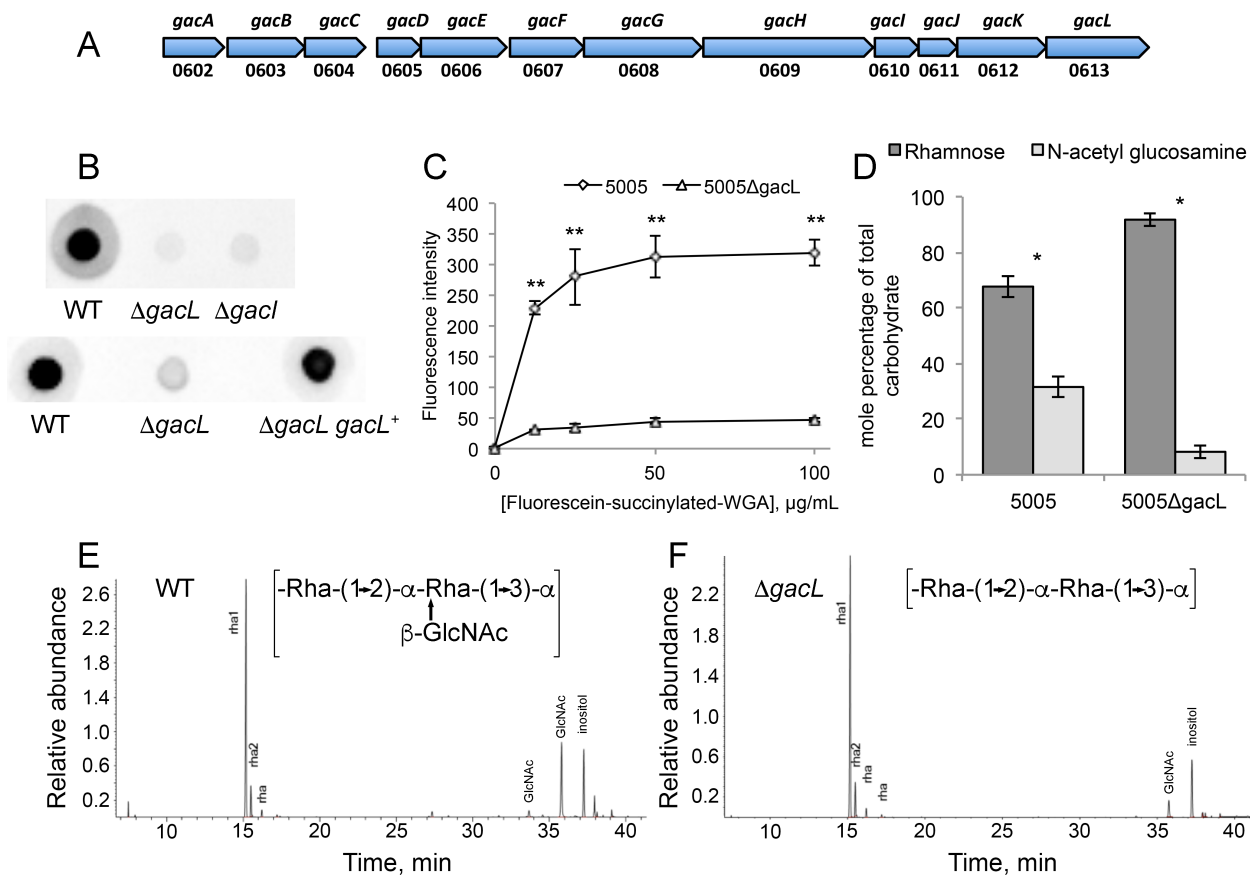 A
gacA gacB gacC gacD gacE gacF gacG gacH gacI gacJ gacK gacL
0602 0603 0604 0605 0606 0607 0608 0609 0610 0611 0612 0613
B
WT ΔgacL ΔgacI
WT ΔgacL ΔgacL gacL+
C
5005 5005ΔgacL
Fluorescence intensity
400
350
300
250
200
150
100
50
0
** ** ** **
0 50 100
[Fluorescein-succinylated-WGA], µg/mL
D
Rhamnose N-acetyl glucosamine
mole percentage of total
carbohydrate
100
80
60
40
20
0
* *
5005 5005ΔgacL
E
WT
-Rha-(1→2)-α-Rha-(1→3)-α
β-GlcNAc
Relative abundance
2.6
2.2
1.8
1.4
1.0
0.6
0.2
rha1
rha2
rha
GlcNAc
GlcNAc
inositol
10 15 20 25 30 35 40
Time, min
F
ΔgacL
-Rha-(1→2)-α-Rha-(1→3)-α
Relative abundance
2.2
1.8
1.4
1.0
0.6
0.2
rha1
rha2
rha
rha
GlcNAc
inositol
10 15 20 25 30 35 40
Time, min